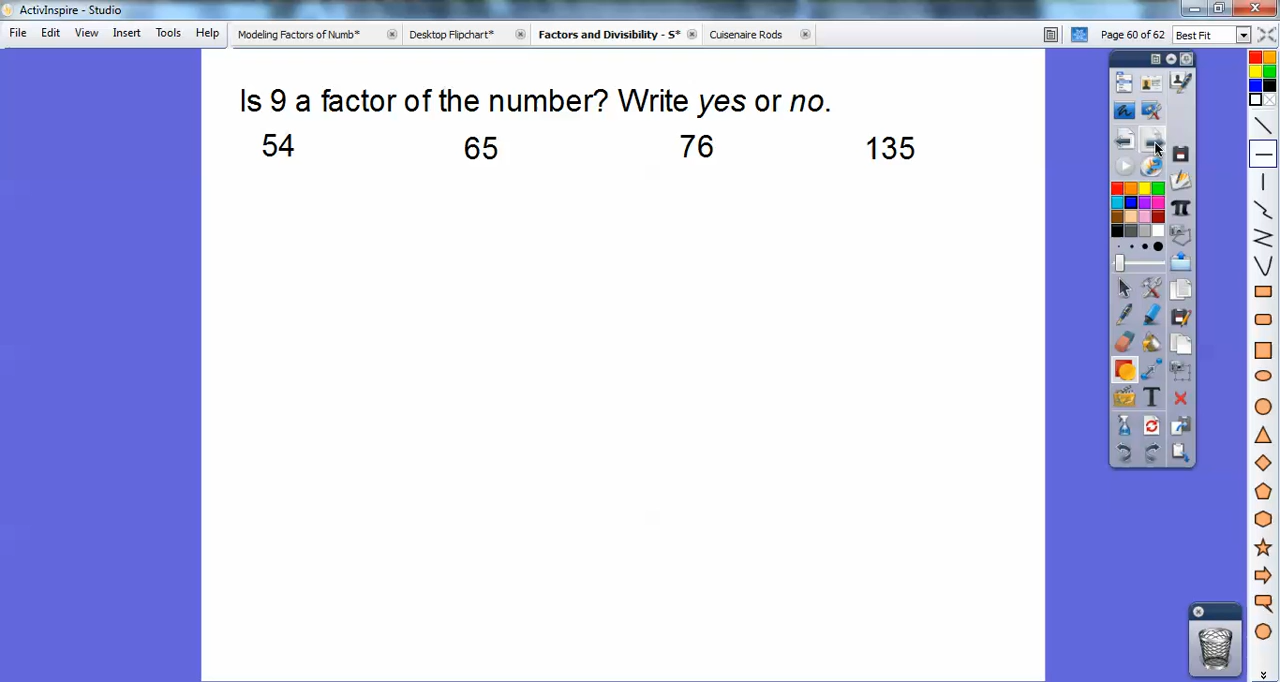 ActivInspire - Studio
File Edit View Insert Tools Help
Modeling Factors of Numb* Desktop Flipchart* Factors and Divisibility - S* Cuisenaire Rods
Page 60 of 62 Best Fit
Is 9 a factor of the number? Write yes or no.
54 65 76 135